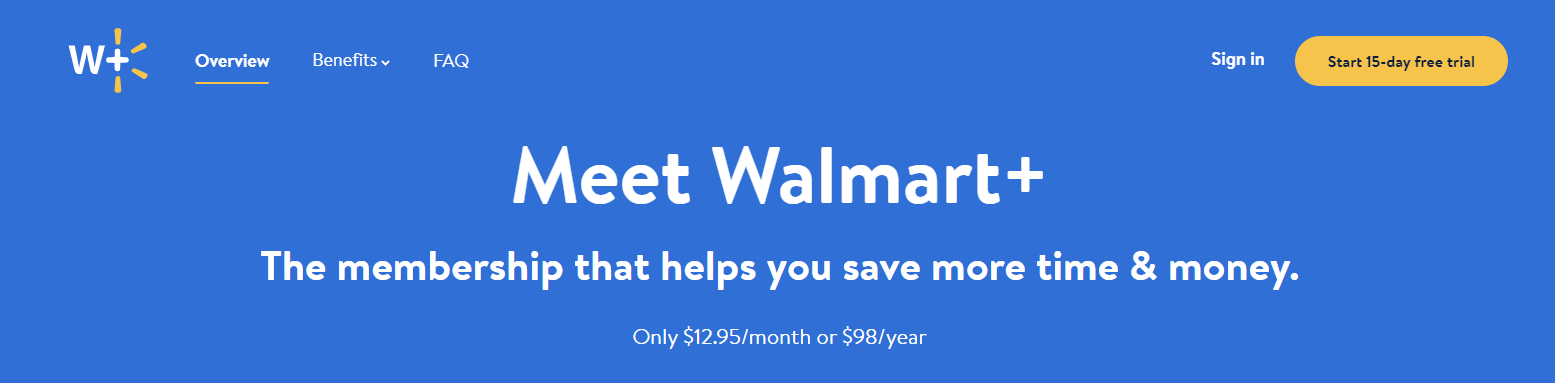 W+
Overview Benefits FAQ Sign in Start 15-day free trial
Meet Walmart+
The membership that helps you save more time & money.
Only $12.95/month or $98/year